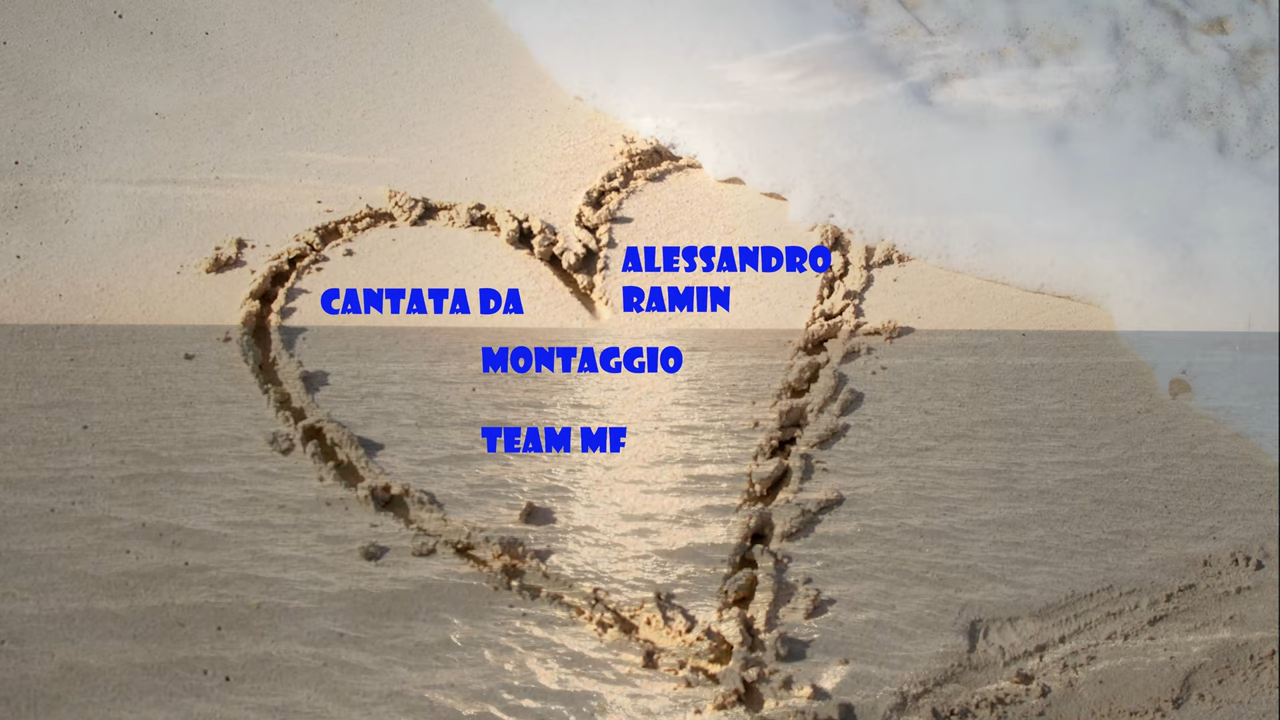 CANTATA DA
ALESSANDRO
RAMIN
MONTAGGIO
TEAM MF